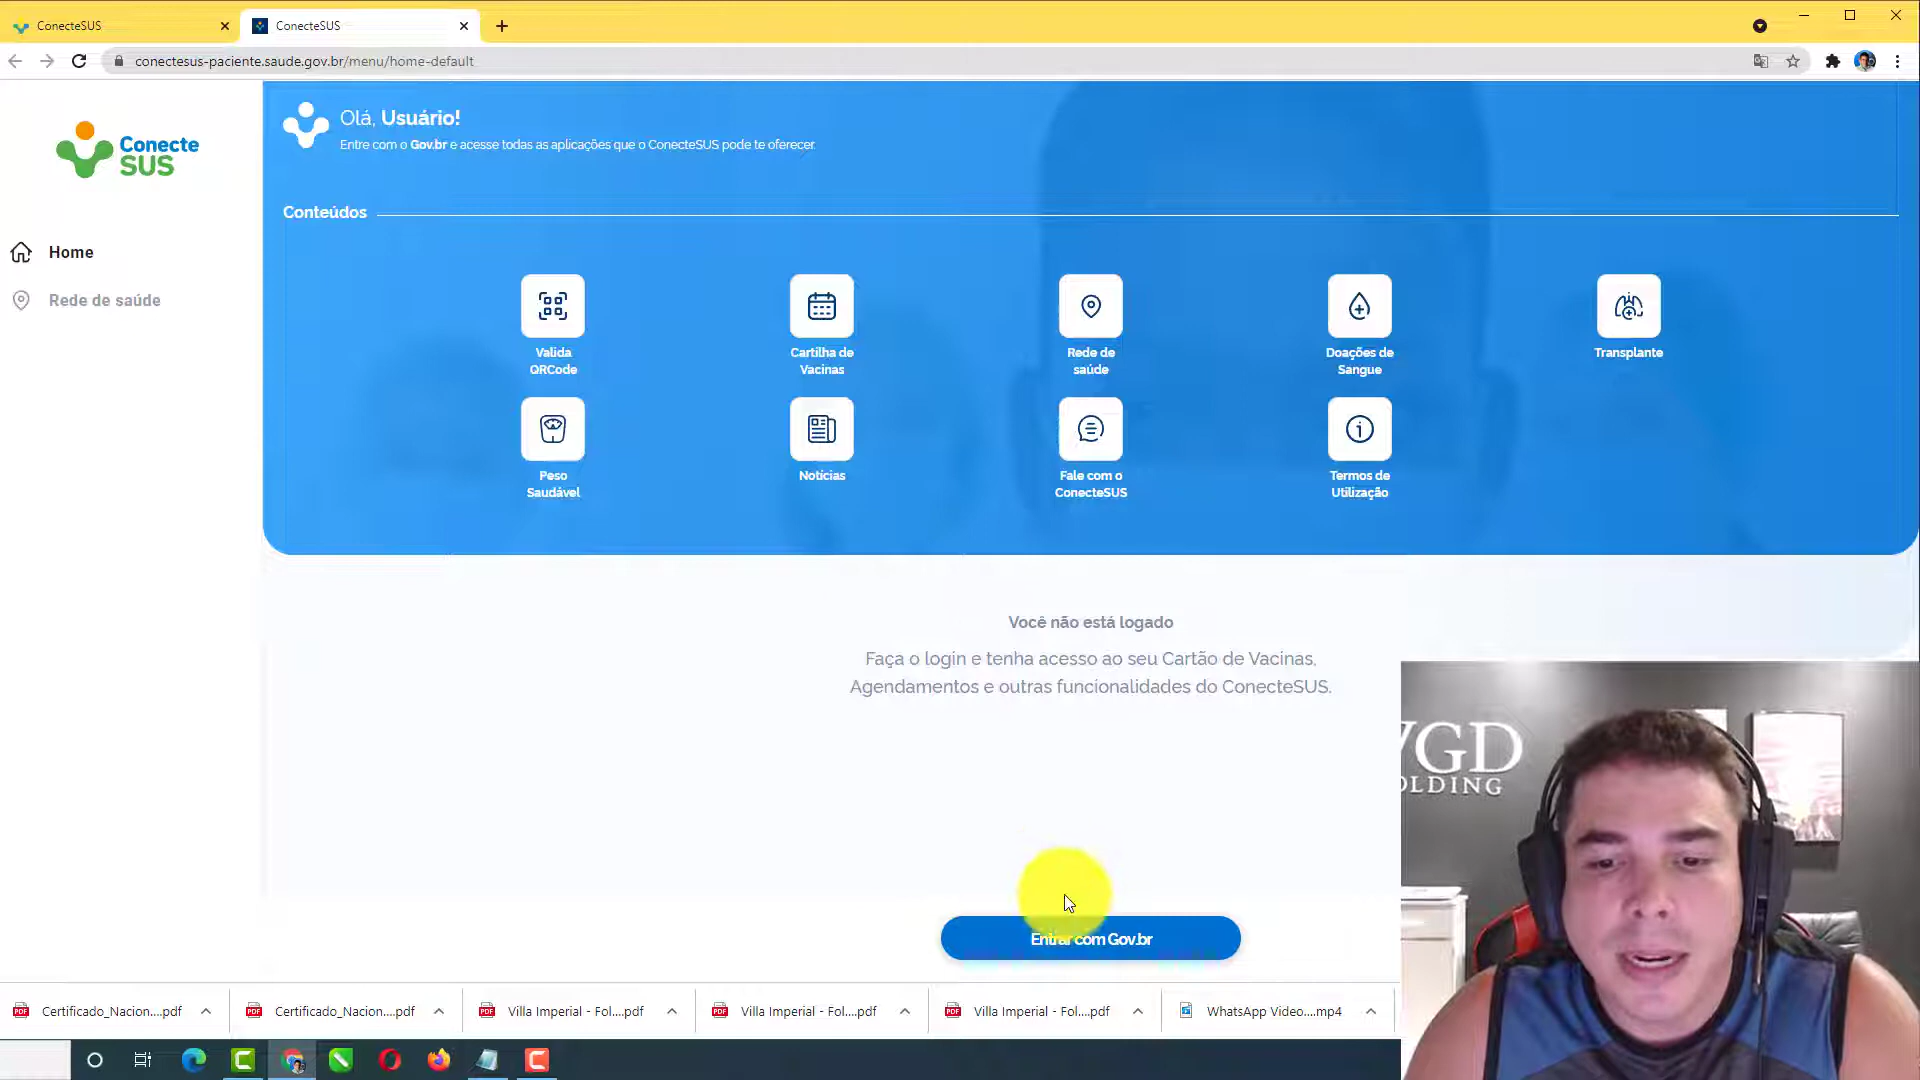 ConecteSUS
ConecteSUS
conectesus-paciente.saude.gov.br/menu/home-default
Conecte
SUS
Home
Rede de saúde
Olá, Usuário!
Entre com o Gov.br e acesse todas as aplicações que o ConecteSUS pode te oferecer.
Conteúdos
Valida
QRCode
Cartilha de
Vacinas
Rede de
saúde
Doações de
Sangue
Transplante
Peso
Saudável
Notícias
Fale com o
ConecteSUS
Termos de
Utilização
Você não está logado
Faça o login e tenha acesso ao seu Cartão de Vacinas,
Agendamentos e outras funcionalidades do ConecteSUS.
Entrar com Gov.br
VGD
OLDING
Certificado_Nacion....pdf
Certificado_Nacion....pdf
Villa Imperial - Fol....pdf
Villa Imperial - Fol....pdf
Villa Imperial - Fol....pdf
WhatsApp Video....mp4